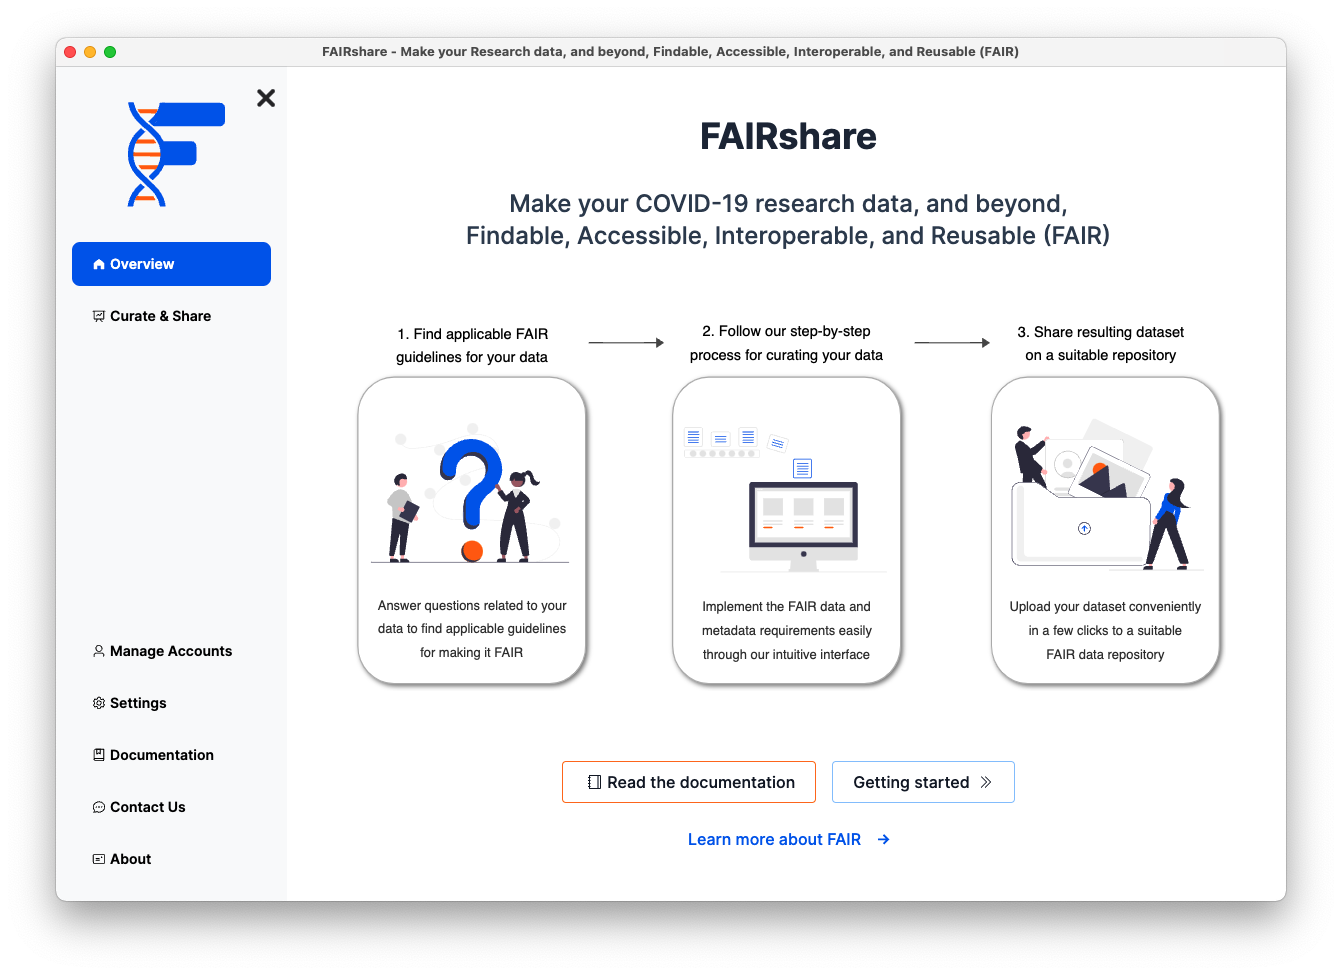 FAIRshare - Make your Research data, and beyond, Findable, Accessible, Interoperable, and Reusable (FAIR)
Overview
Curate & Share
Manage Accounts
Settings
Documentation
Contact Us
About
FAIRshare
Make your COVID-19 research data, and beyond,
Findable, Accessible, Interoperable, and Reusable (FAIR)
1. Find applicable FAIR
guidelines for your data
Answer questions related to your
data to find applicable guidelines
for making it FAIR
2. Follow our step-by-step
process for curating your data
Implement the FAIR data and
metadata requirements easily
through our intuitive interface
3. Share resulting dataset
on a suitable repository
Upload your dataset conveniently
in a few clicks to a suitable
FAIR data repository
Read the documentation
Getting started
Learn more about FAIR